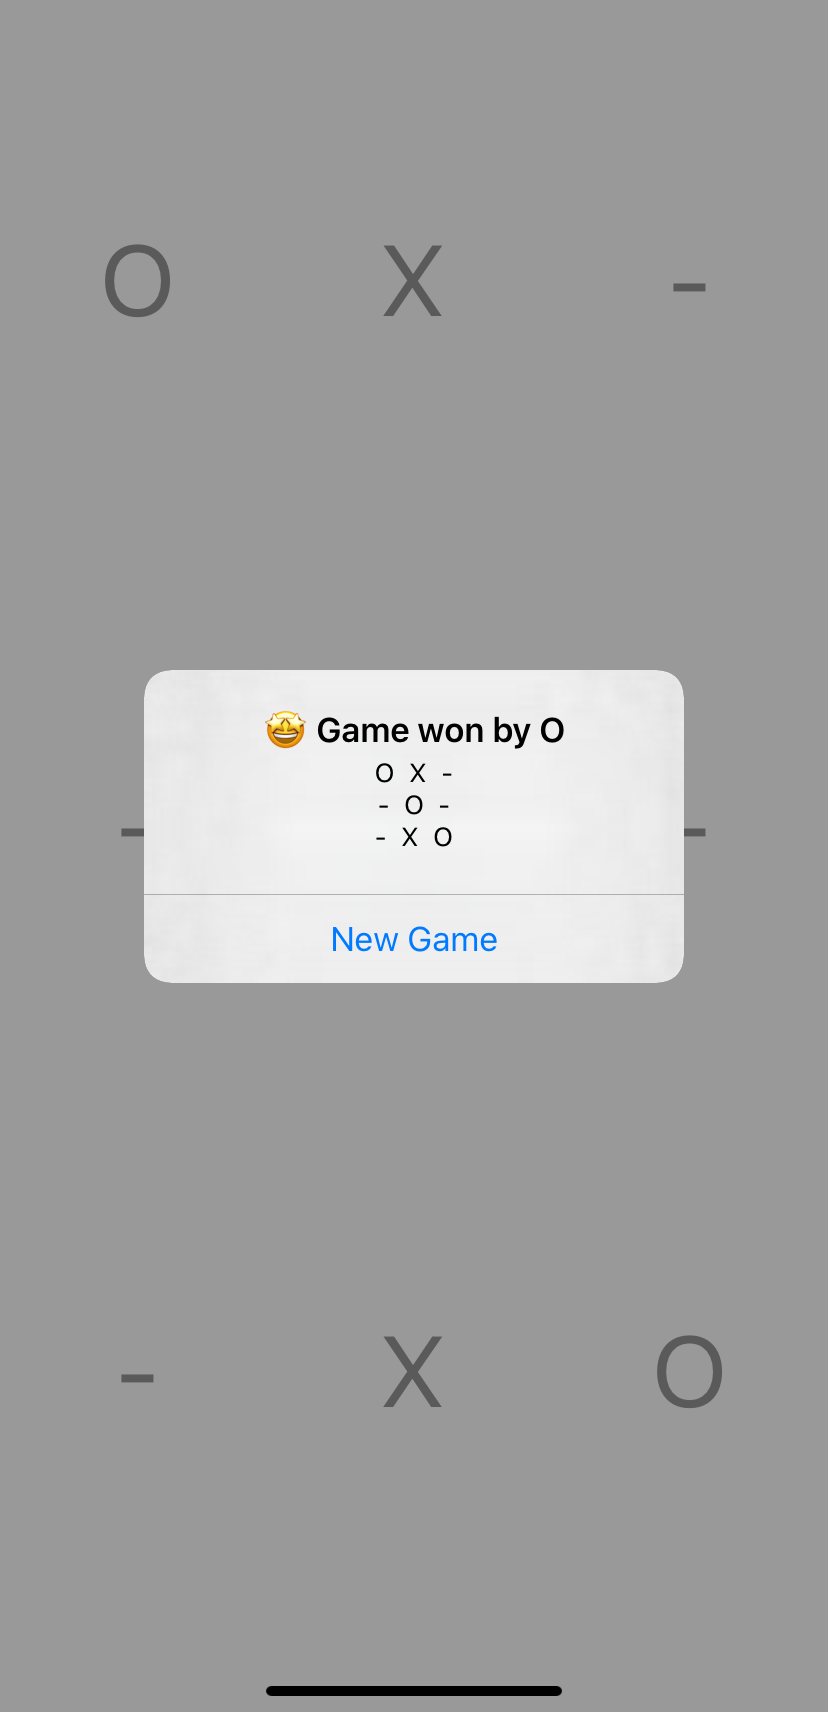 O X -
🤩 Game won by O
O X -
- O -
- X O
- -
New Game
- X O